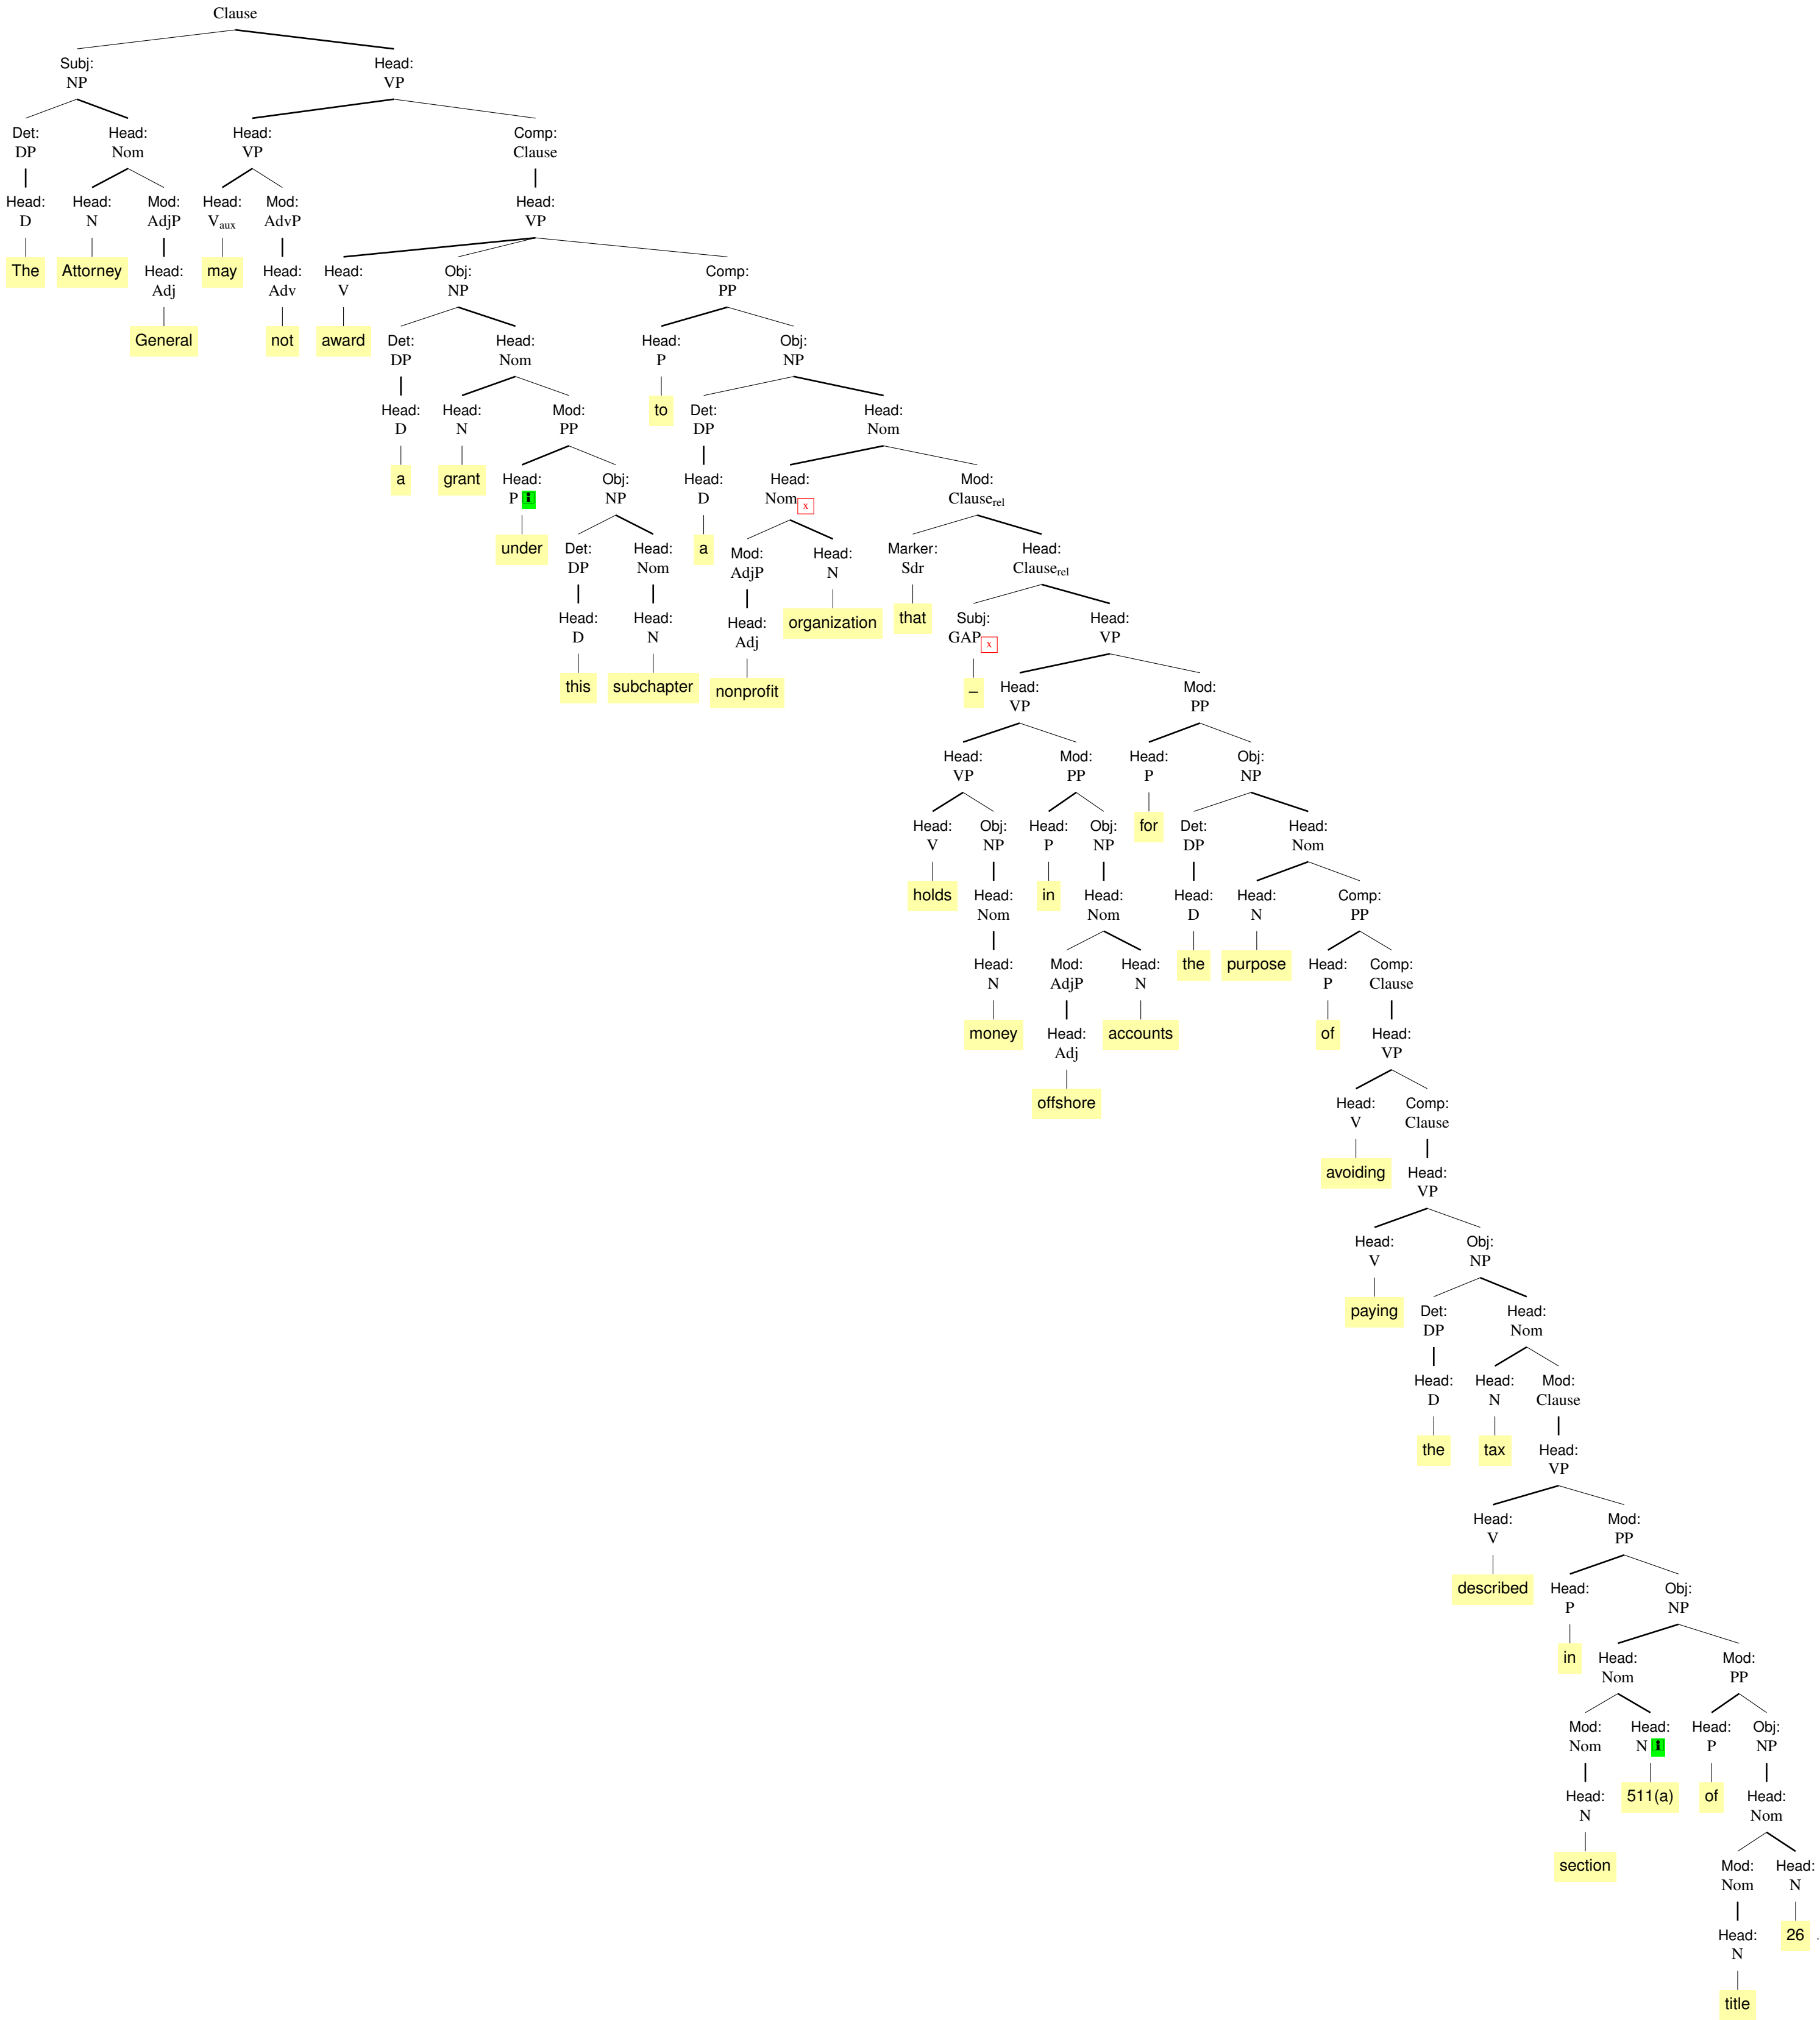 Clause
Subj: Head:
NP VP
Det: Head: Head: Comp:
DP Nom VP Clause
Head: Head: Mod: Head: Mod: Head:
D N AdjP Vaux AdvP VP
The Attorney Head: may Head: Head: Obj: Comp:
Adj Adv V NP PP
General not award Det: Head: Head: Obj:
DP Nom P NP
Head: Head: Mod: to Det: Head:
D N PP DP Nom
a grant Head: Obj: Head: Head: Mod:
P i NP D Nom x Clauserel
under Det: Head: a Mod: Head: Marker: Head:
DP Nom AdjP N Sdr Clauserel
Head: Head: Head: organization that Subj: Head:
D N Adj GAP x VP
this subchapter nonprofit – Head: Mod:
VP PP
Head: Mod: Head: Obj:
VP PP P NP
Head: Obj: Head: Obj: for Det: Head:
V NP P NP DP Nom
holds Head: in Head: Head: Head: Comp:
Nom Nom D N PP
Head: Mod: Head: the purpose Head: Comp:
N AdjP N P Clause
money Head: accounts of Head:
Adj VP
offshore Head: Comp:
V Clause
avoiding Head:
VP
Head: Obj:
V NP
paying Det: Head:
DP Nom
Head: Head: Mod:
D N Clause
the tax Head:
VP
Head: Mod:
V PP
described Head: Obj:
P NP
in Head: Mod:
Nom PP
Mod: Head: Head: Obj:
Nom N i P NP
Head: 511(a) of Head:
N Nom
section Mod: Head:
Nom N
Head: 26 .
N
title